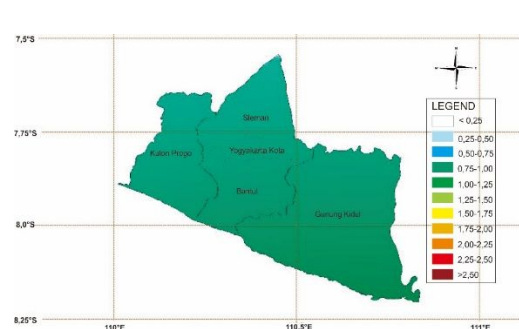 7,5°S
7,75°S
8,0°S
8,25°S
110°E
110,5°E
111°E
Sleman
Kulon Progo
Yogyakarta Kota
Bantul
Gunung Kidul
LEGEND
< 0,25
0,25-0,50
0,50-0,75
0,75-1,00
1,00-1,25
1,25-1,50
1,50-1,75
1,75-2,00
2,00-2,25
2,25-2,50
>2,50